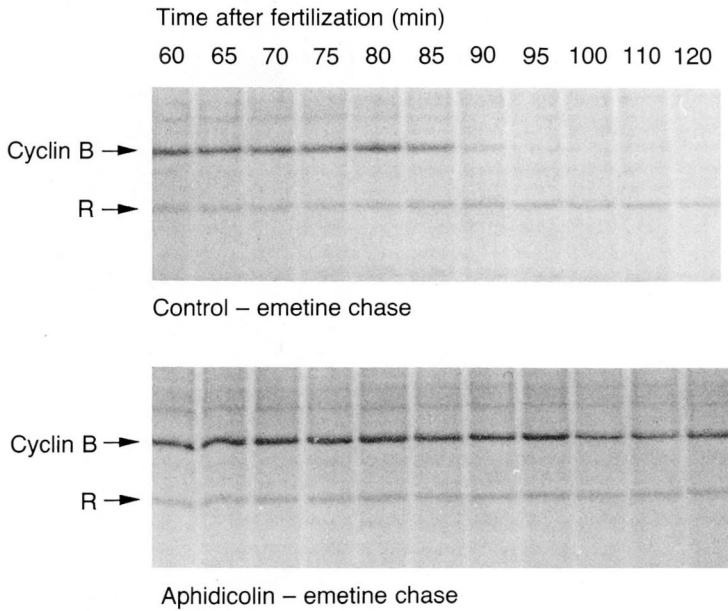 Time after fertilization (min)
60 65 70 75 80 85 90 95 100 110 120
Cyclin B
R
Control – emetine chase
Cyclin B
R
Aphidicolin – emetine chase